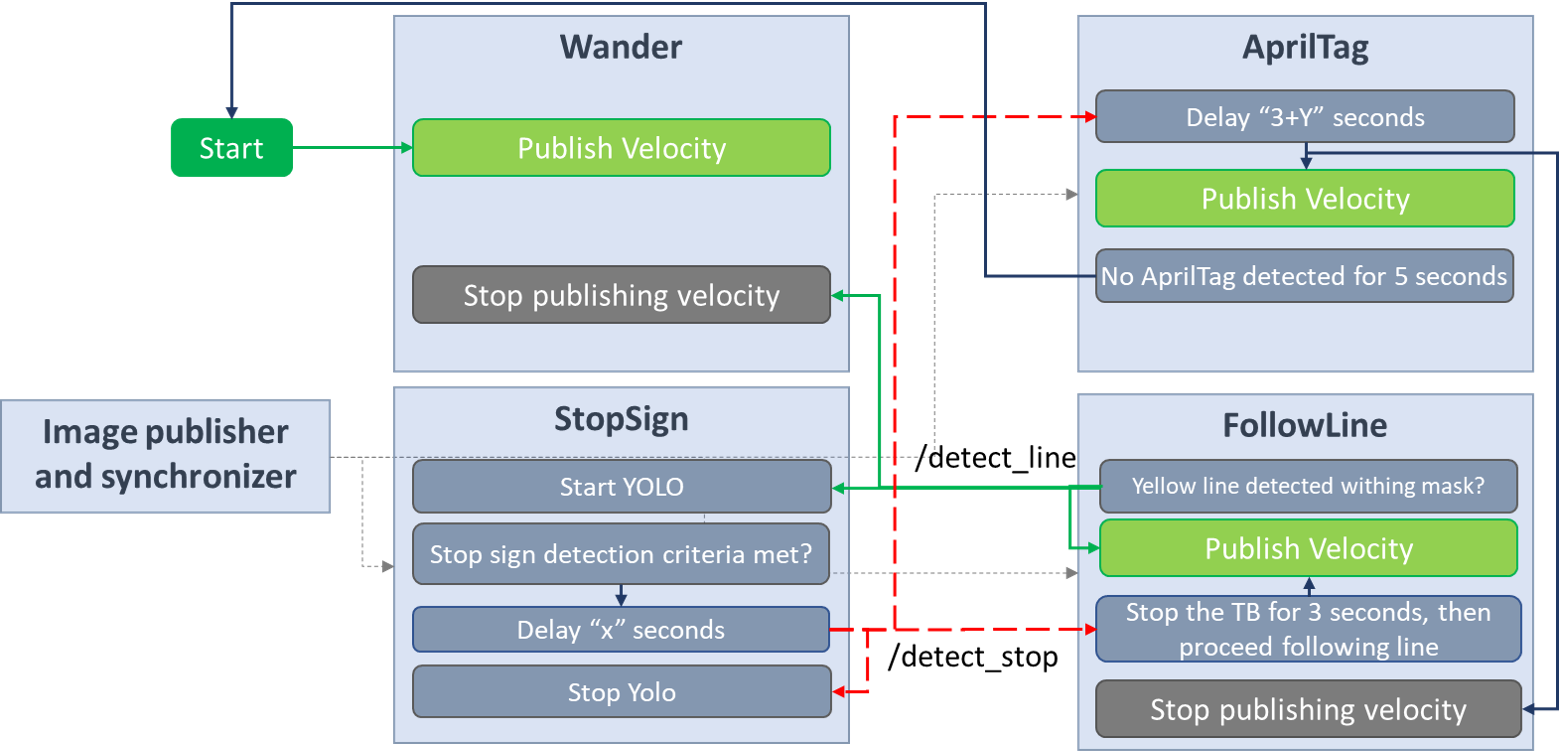 Wander
Start
Publish Velocity
Stop publishing velocity
AprilTag
Delay “3+Y” seconds
Publish Velocity
No AprilTag detected for 5 seconds
Image publisher
and synchronizer
StopSign
Start YOLO
Stop sign detection criteria met?
Delay “x” seconds
Stop Yolo
/detect_line
/detect_stop
FollowLine
Yellow line detected withing mask?
Publish Velocity
Stop the TB for 3 seconds, then
proceed following line
Stop publishing velocity